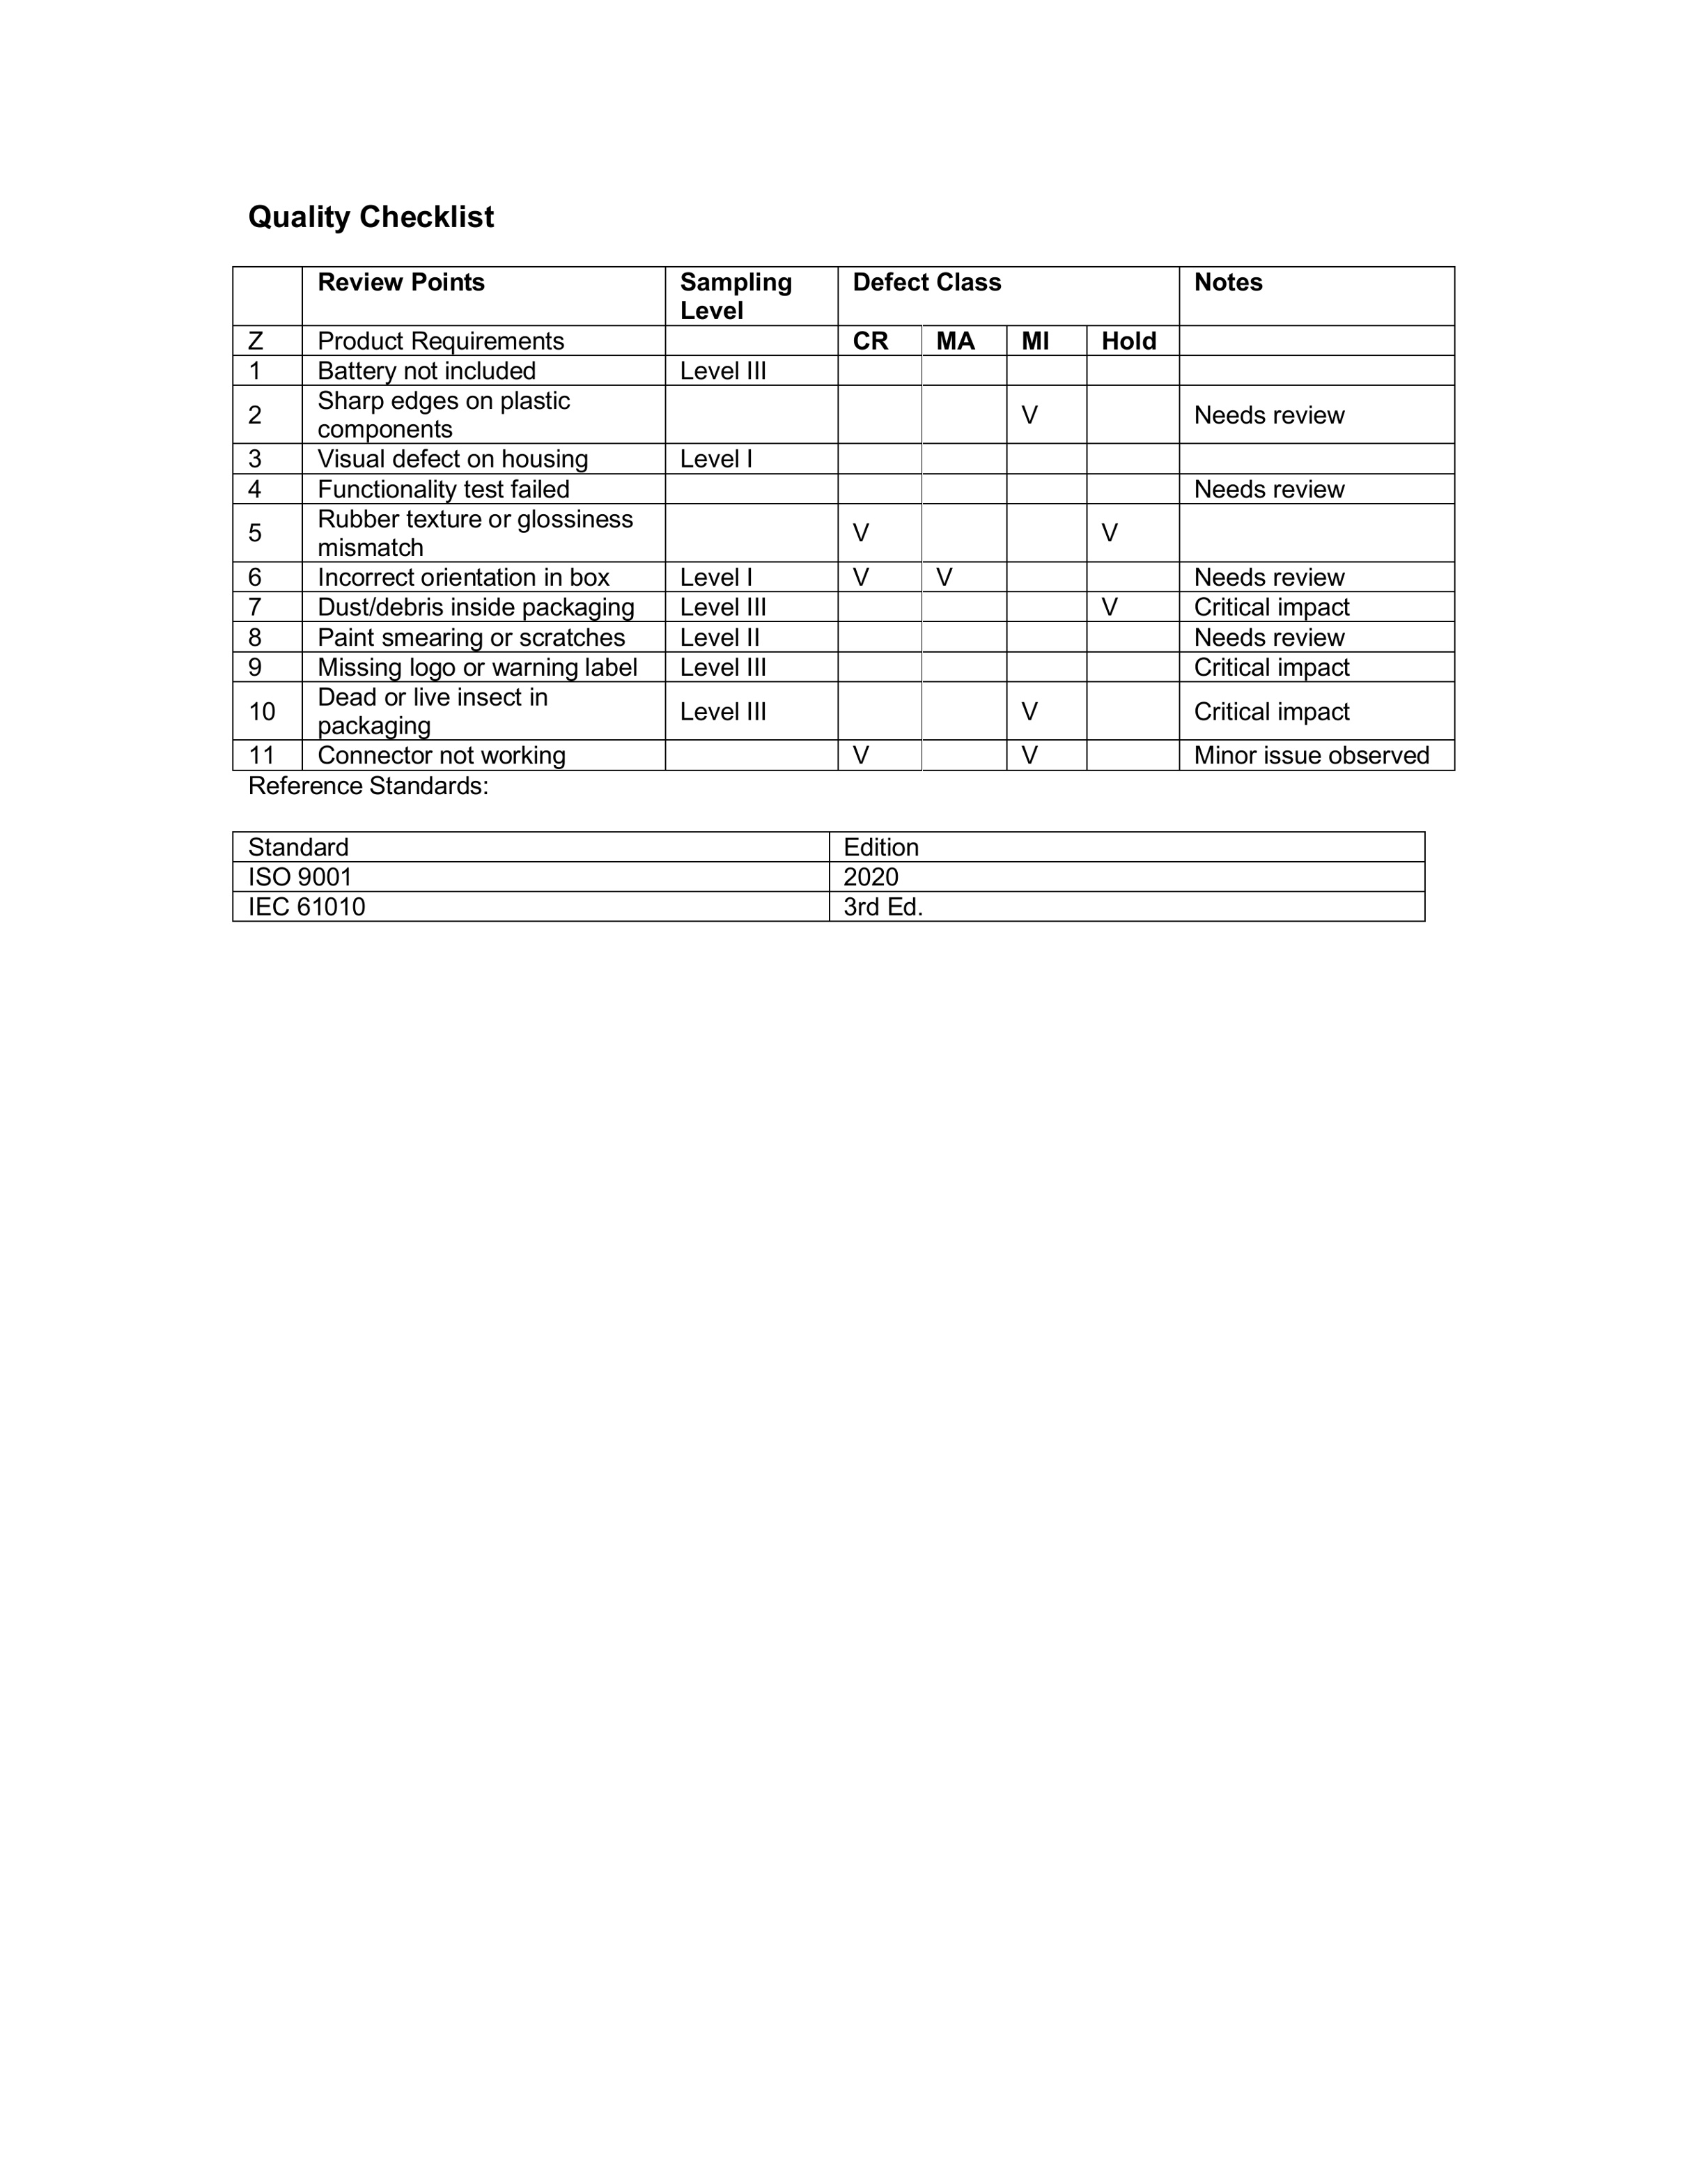 Quality Checklist
Review Points Sampling Level Defect Class Notes
Z Product Requirements CR MA MI Hold
1 Battery not included Level III
2 Sharp edges on plastic components V Needs review
3 Visual defect on housing Level I
4 Functionality test failed Needs review
5 Rubber texture or glossiness mismatch V V
6 Incorrect orientation in box Level I V V Needs review
7 Dust/debris inside packaging Level III V Critical impact
8 Paint smearing or scratches Level II Needs review
9 Missing logo or warning label Level III Critical impact
10 Dead or live insect in packaging Level III V Critical impact
11 Connector not working V V Minor issue observed
Reference Standards:
Standard Edition
ISO 9001 2020
IEC 61010 3rd Ed.